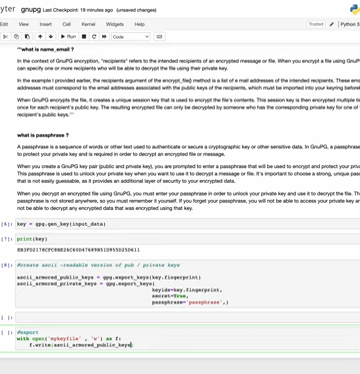 yter gnupg Last Checkpoint: 19 minutes ago (unsaved changes)
it View Insert Cell Kernel Widgets Help
Trusted
Run
Code
"'what is name_email ?
In the context of GnuPG encryption, "recipients" refers to the intended recipients of an encrypted message or file. When you encrypt a file using GnuPG
can specify one or more recipients who will be able to decrypt the file using their private key.
In the example I provided earlier, the recipients argument of the encrypt_file() method is a list of e mail addresses of the intended recipients. These ema
addresses must correspond to the email addresses associated with the public keys of the recipients, which must be imported into your keyring before
When GnuPG encrypts the file, it creates a unique session key that is used to encrypt the file's contents. This session key is then encrypted multiple tim
once for each recipient's public key. The resulting encrypted file can only be decrypted by someone who has the corresponding private key for one of t
recipient's public keys.'''
what is passphrase ?
A passphrase is a sequence of words or other text used to authenticate or secure a cryptographic key or other sensitive data. In GnuPG, a passphrase
to protect your private key and is required in order to decrypt an encrypted file or message.
When you create a GnuPG key pair (public and private key), you are prompted to enter a passphrase that will be used to encrypt and protect your priva
This passphrase is used to unlock your private key when you want to use it to decrypt a message or file. It's important to choose a strong, unique pass
that is not easily guessable, as it provides an additional layer of security to your encrypted data.
When you decrypt an encrypted file using GnuPG, you must enter your passphrase in order to unlock your private key and use it to decrypt the file. Th
passphrase is not stored anywhere, so you must remember it yourself. If you forget your passphrase, you will not be able to access your private key an
not be able to decrypt any encrypted data that was encrypted using that key.
[6]: key = gpg.gen_key(input_data)
[7]: print(key)
[8]: #create ascii -readable version of pub / private keys
ascii_armored_public_keys = gpg.export_keys(key.fingerprint)
ascii_armored_private_keys = gpg.export_keys(
keyids=key.fingerprint,
secret=True,
passphrase='passphrase',)
[ ]:
[ ]: #export
with open('mykeyfile' , 'w') as f:
f.write(ascii_armored_public_keys